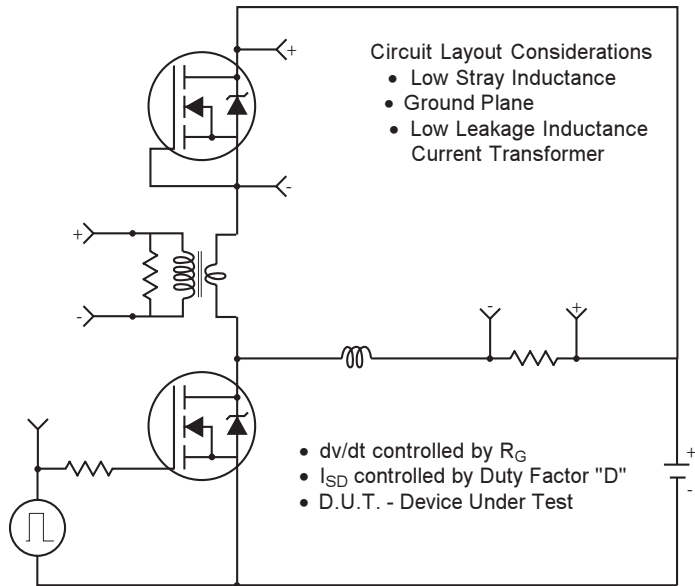 +
Circuit Layout Considerations
• Low Stray Inductance
• Ground Plane
• Low Leakage Inductance
Current Transformer
-
+
-
- +
• dv/dt controlled by RG
• ISD controlled by Duty Factor "D"
• D.U.T. - Device Under Test
+
-